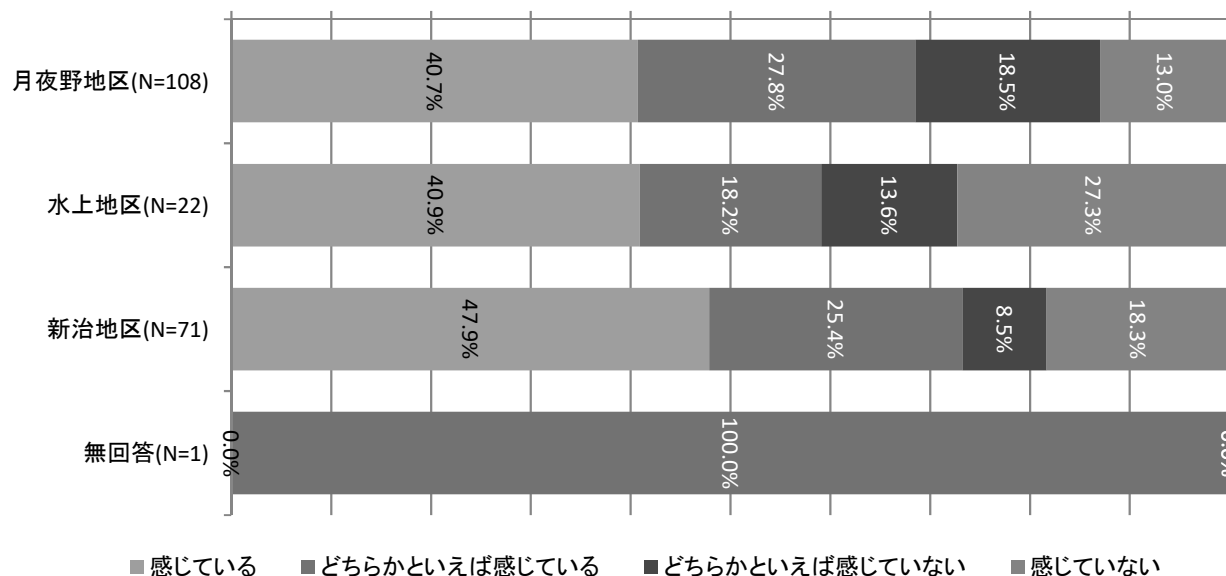 月夜野地区(N=108)
40.7%
27.8%
18.5%
13.0%
水上地区(N=22)
40.9%
18.2%
13.6%
27.3%
新治地区(N=71)
47.9%
25.4%
8.5%
18.3%
無回答(N=1)
0.0%
100.0%
0.0%
感じている
どちらかといえば感じている
どちらかといえば感じていない
感じていない